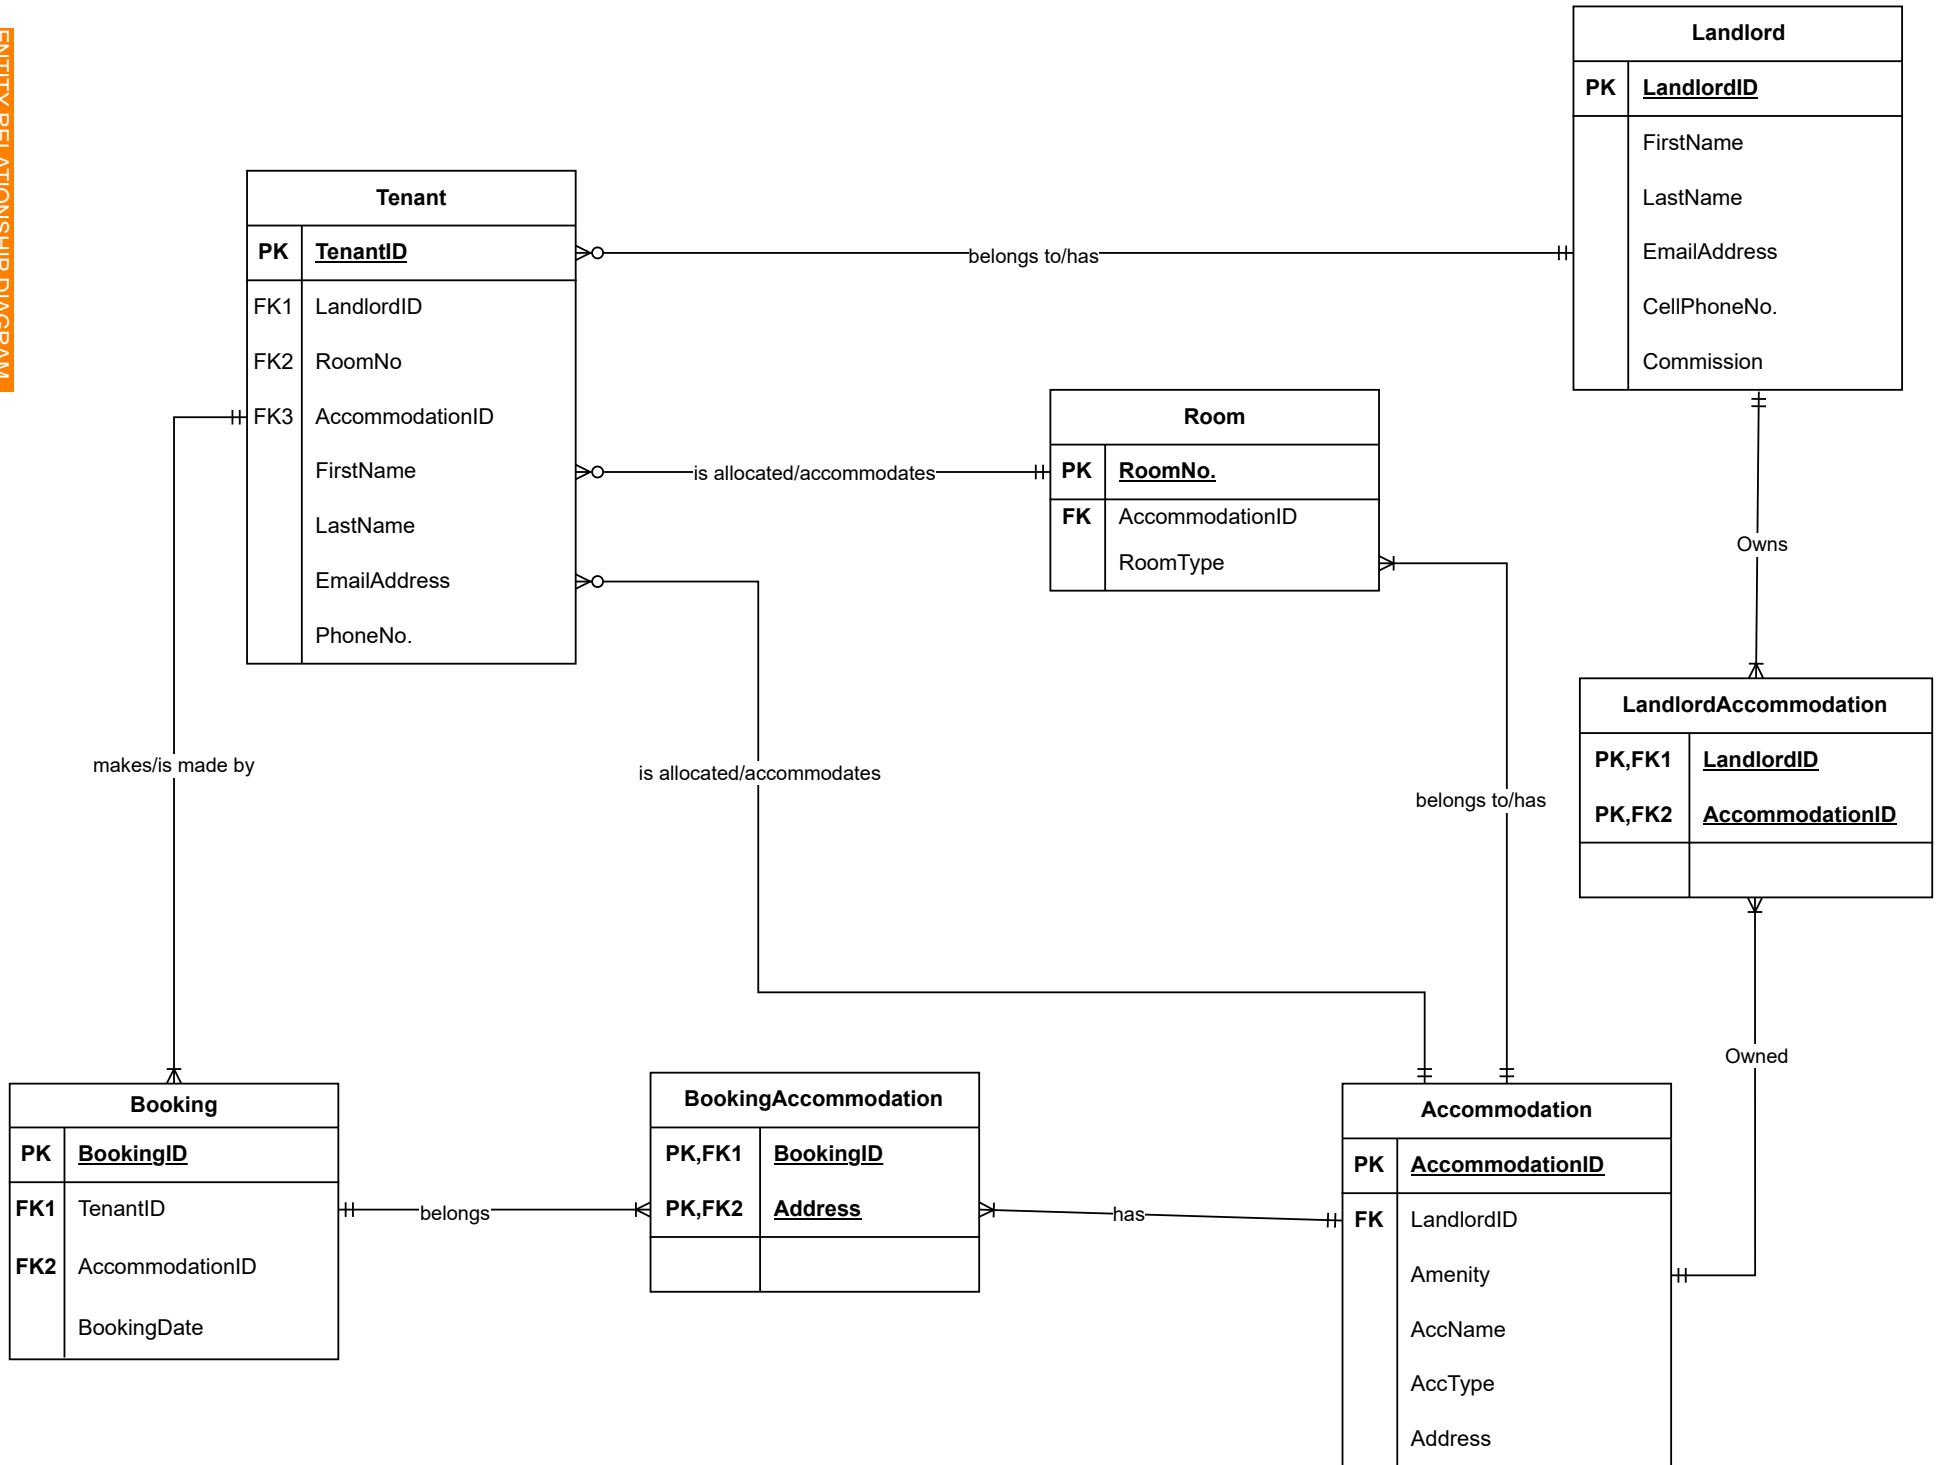 ENTITY RELATIONSHIP DIAGRAM
Landlord
PK LandlordID
FirstName
LastName
EmailAddress
CellPhoneNo.
Commission
Tenant
PK TenantID
FK1 LandlordID
FK2 RoomNo
FK3 AccommodationID
FirstName
LastName
EmailAddress
PhoneNo.
belongs to/has
Room
PK RoomNo.
FK AccommodationID
RoomType
is allocated/accommodates
Owns
LandlordAccommodation
PK,FK1 LandlordID
PK,FK2 AccommodationID
makes/is made by
is allocated/accommodates
belongs to/has
Owned
Booking
PK BookingID
FK1 TenantID
FK2 AccommodationID
BookingDate
belongs
BookingAccommodation
PK,FK1 BookingID
PK,FK2 Address
has
Accommodation
PK AccommodationID
FK LandlordID
Amenity
AccName
AccType
Address